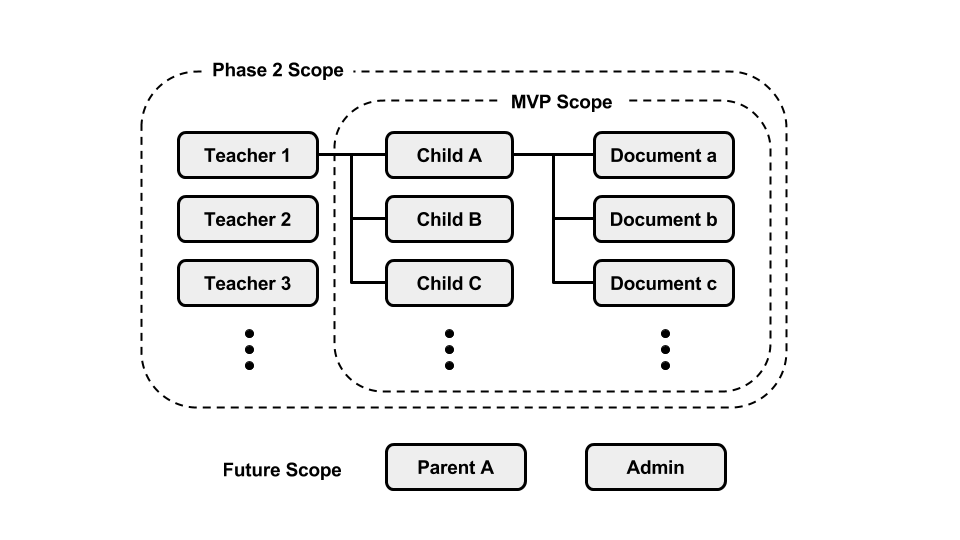 Phase 2 Scope
MVP Scope
Teacher 1
Child A
Document a
Teacher 2
Child B
Document b
Teacher 3
Child C
Document c
Future Scope
Parent A
Admin